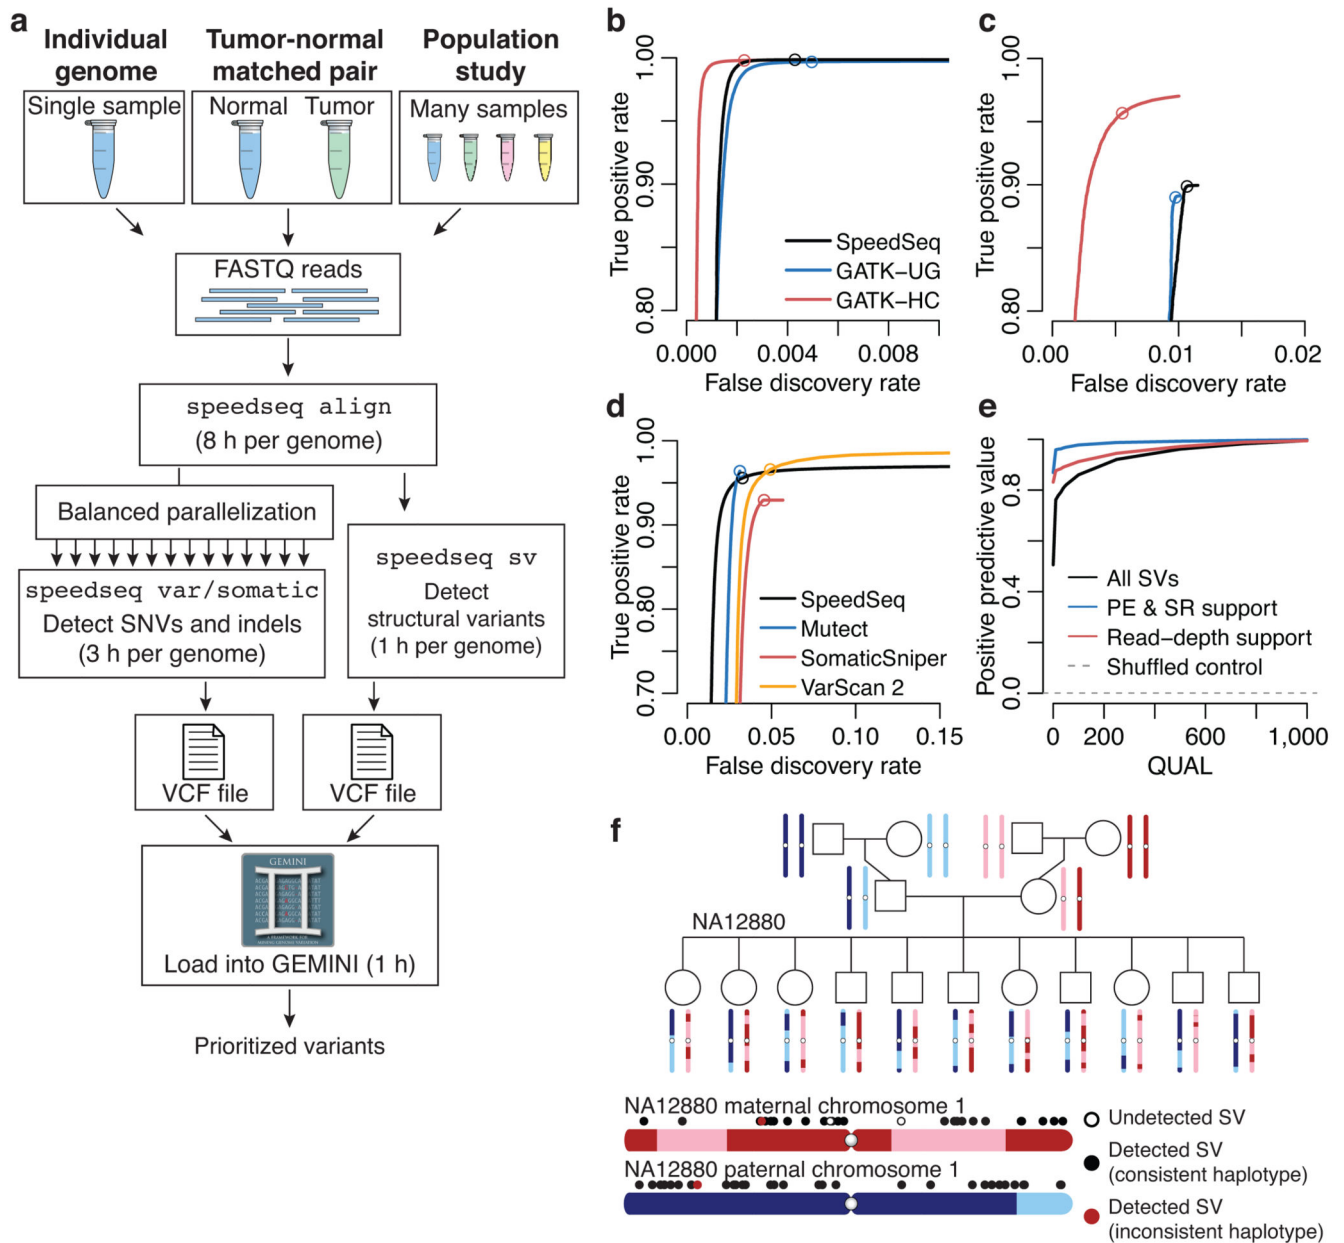 a
Individual genome
Tumor-normal matched pair
Population study
Single sample
Normal Tumor
Many samples
FASTQ reads
speedseq align
(8 h per genome)
Balanced parallelization
speedseq var/somatic
Detect SNVs and indels
(3 h per genome)
speedseq sv
Detect
structural variants
(1 h per genome)
VCF file
VCF file
GEMINI
Load into GEMINI (1 h)
Prioritized variants
b
True positive rate
1.00
0.90
0.80
SpeedSeq
GATK-UG
GATK-HC
0.000 0.004 0.008
False discovery rate
c
True positive rate
1.00
0.90
0.80
0.00 0.01 0.02
False discovery rate
d
True positive rate
1.00
0.90
0.80
0.70
SpeedSeq
Mutect
SomaticSniper
VarScan 2
0.00 0.05 0.10 0.15
False discovery rate
e
Positive predictive value
0.8
0.4
0.0
All SVs
PE & SR support
Read-depth support
Shuffled control
0 200 600 1,000
QUAL
f
NA12880
NA12880 maternal chromosome 1
NA12880 paternal chromosome 1
Undetected SV
Detected SV
(consistent haplotype)
Detected SV
(inconsistent haplotype)